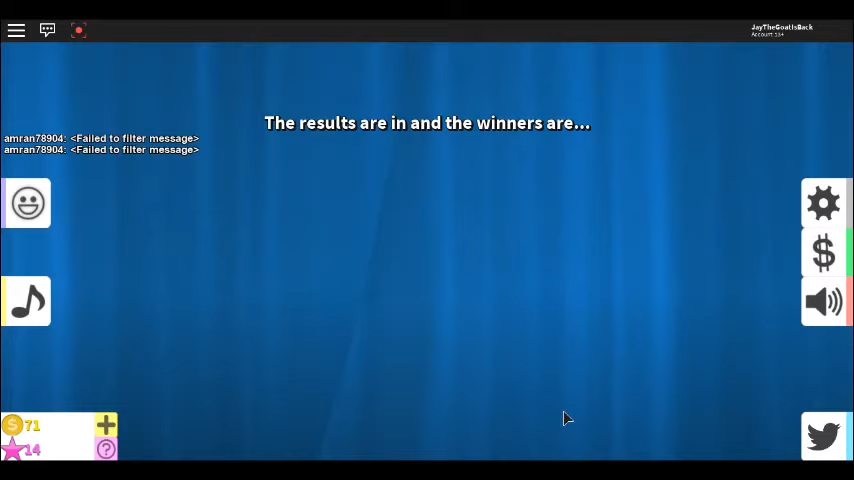 JayTheGoatIsBack
Account: 13+
The results are in and the winners are...
amran78904: <Failed to filter message>
amran78904: <Failed to filter message>
71
14